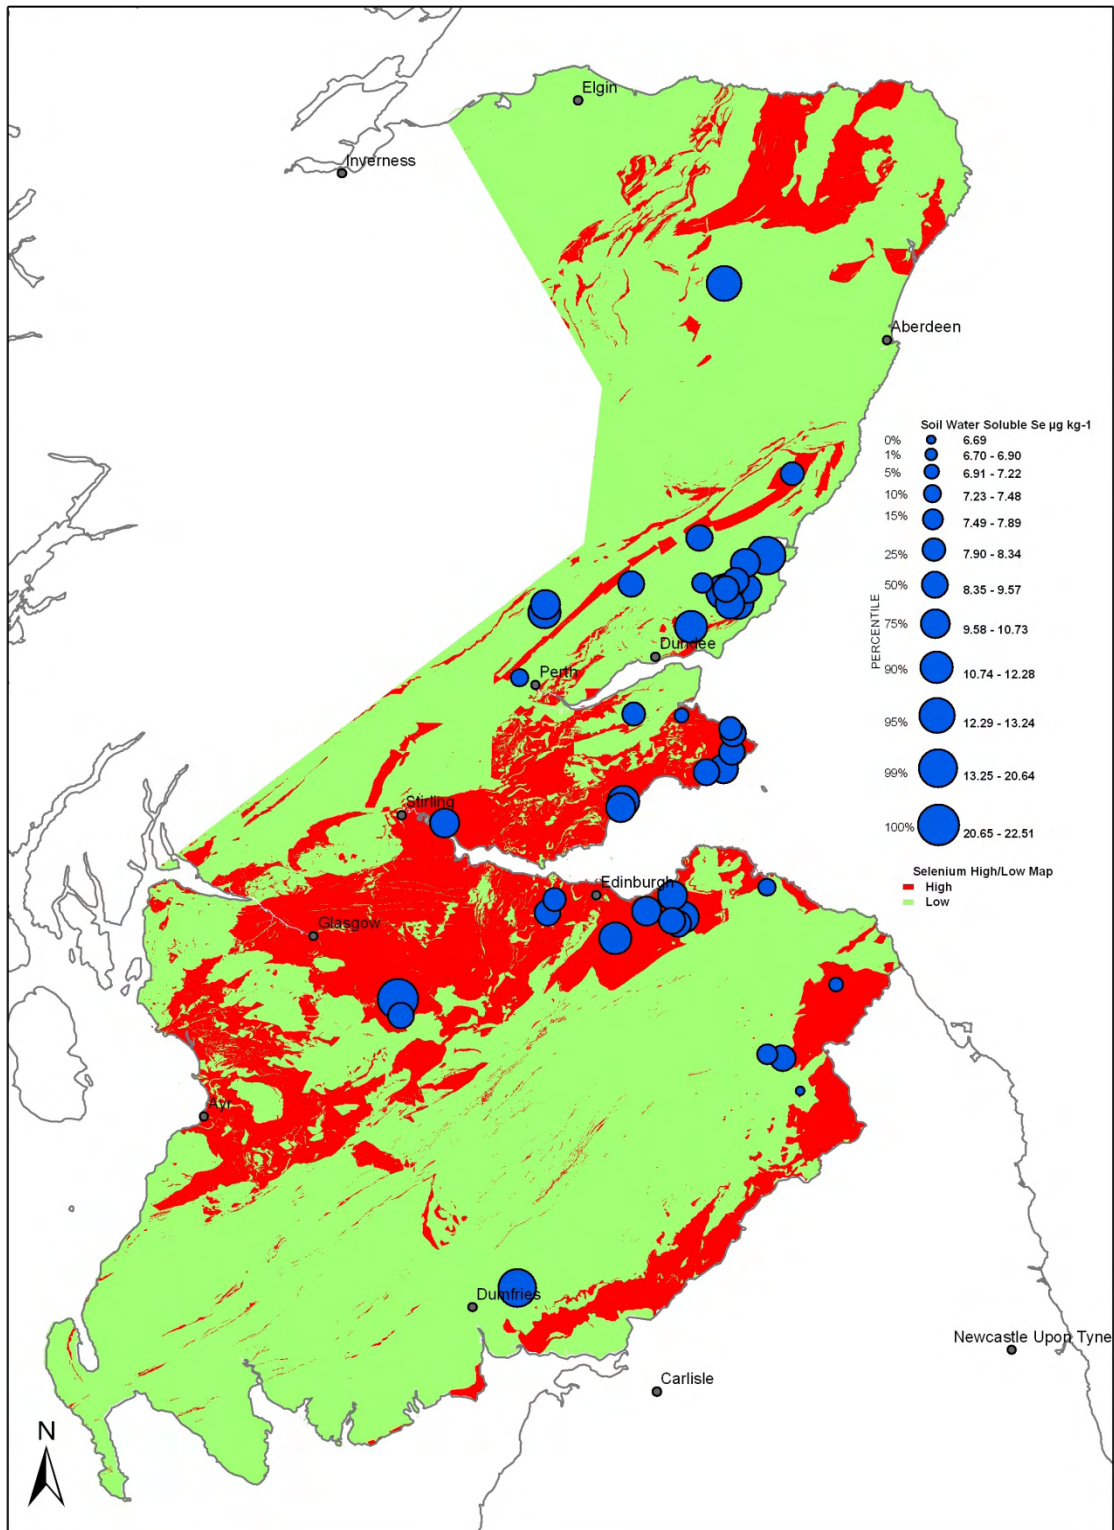 Elgin
Inverness
Aberdeen
Soil Water Soluble Se µg kg-1
0% 6.69
1% 6.70 - 6.90
5% 6.91 - 7.22
10% 7.23 - 7.48
15% 7.49 - 7.89
25% 7.90 - 8.34
50% 8.35 - 9.57
75% 9.58 - 10.73
90% 10.74 - 12.28
95% 12.29 - 13.24
99% 13.25 - 20.64
100% 20.65 - 22.51
PERCENTILE
Selenium High/Low Map
High
Low
Dundee
Perth
Stirling
Edinburgh
Glasgow
Ayr
Dumfries
Newcastle Upon Tyne
Carlisle
N